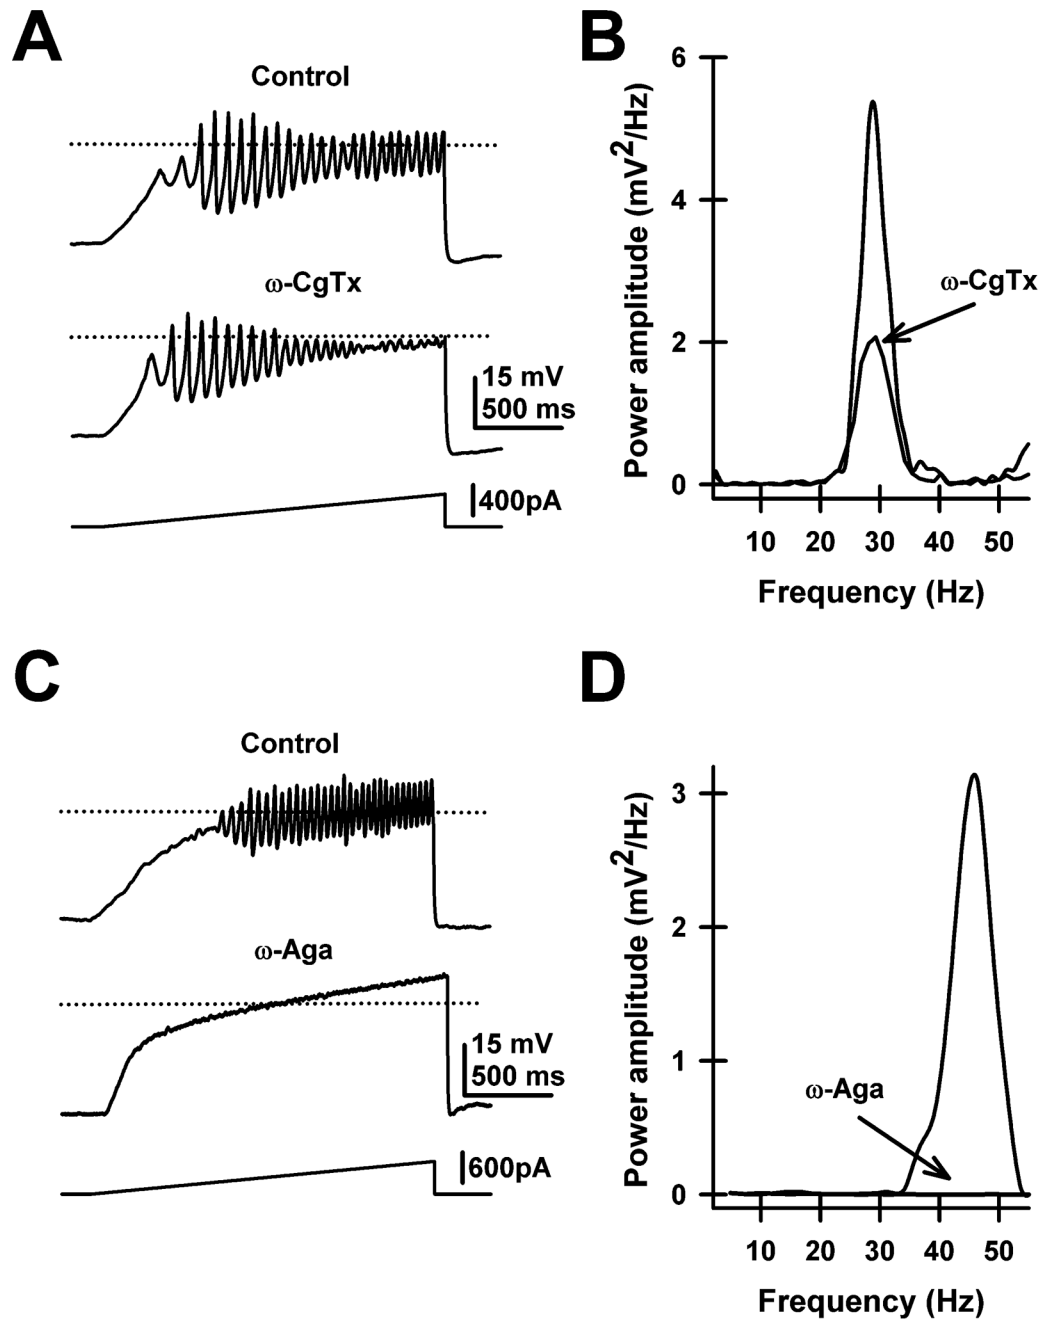 A
Control
ω-CgTx
15 mV
500 ms
400pA
B
Power amplitude (mV²/Hz)
6
4
2
0
ω-CgTx
10 20 30 40 50
Frequency (Hz)
C
Control
ω-Aga
15 mV
500 ms
600pA
D
Power amplitude (mV²/Hz)
3
2
1
0
ω-Aga
10 20 30 40 50
Frequency (Hz)